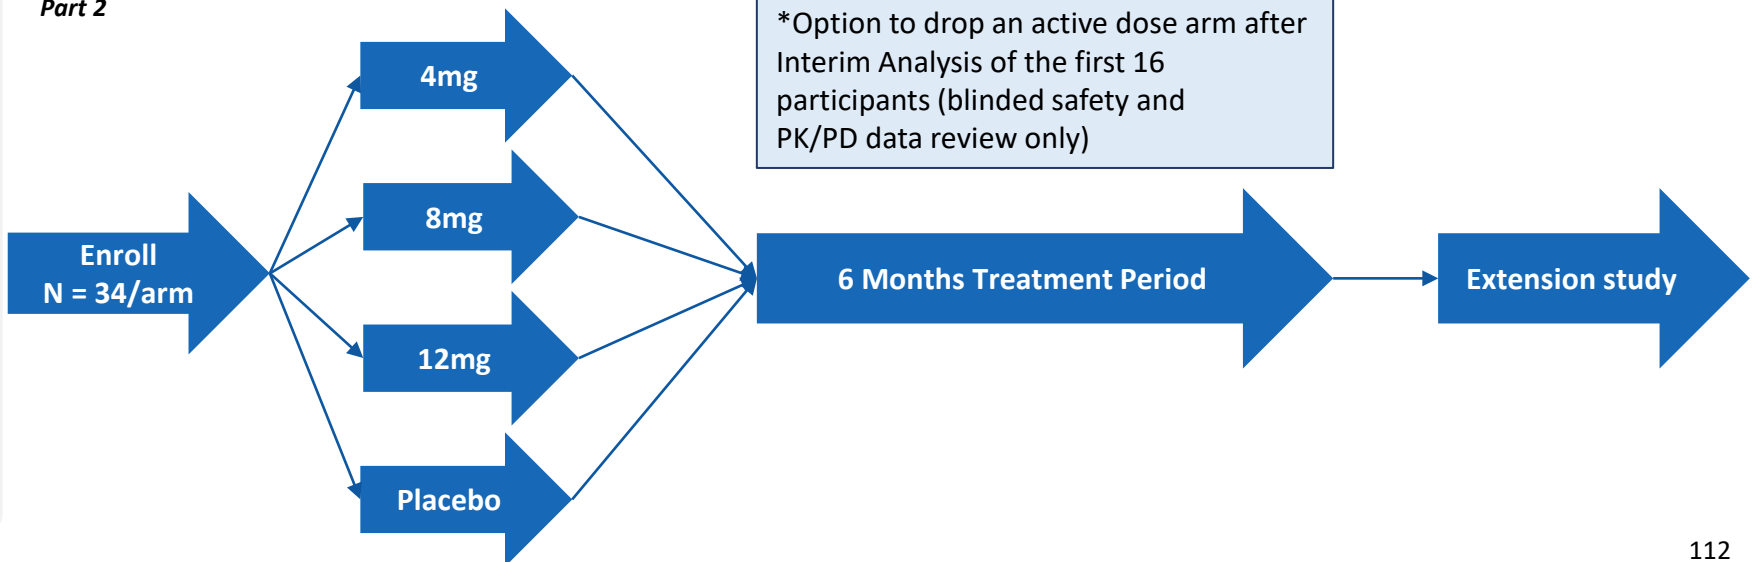 Part 2
*Option to drop an active dose arm after
Interim Analysis of the first 16
participants (blinded safety and
PK/PD data review only)
4mg
8mg
Enroll
N = 34/arm
6 Months Treatment Period
Extension study
12mg
Placebo
112